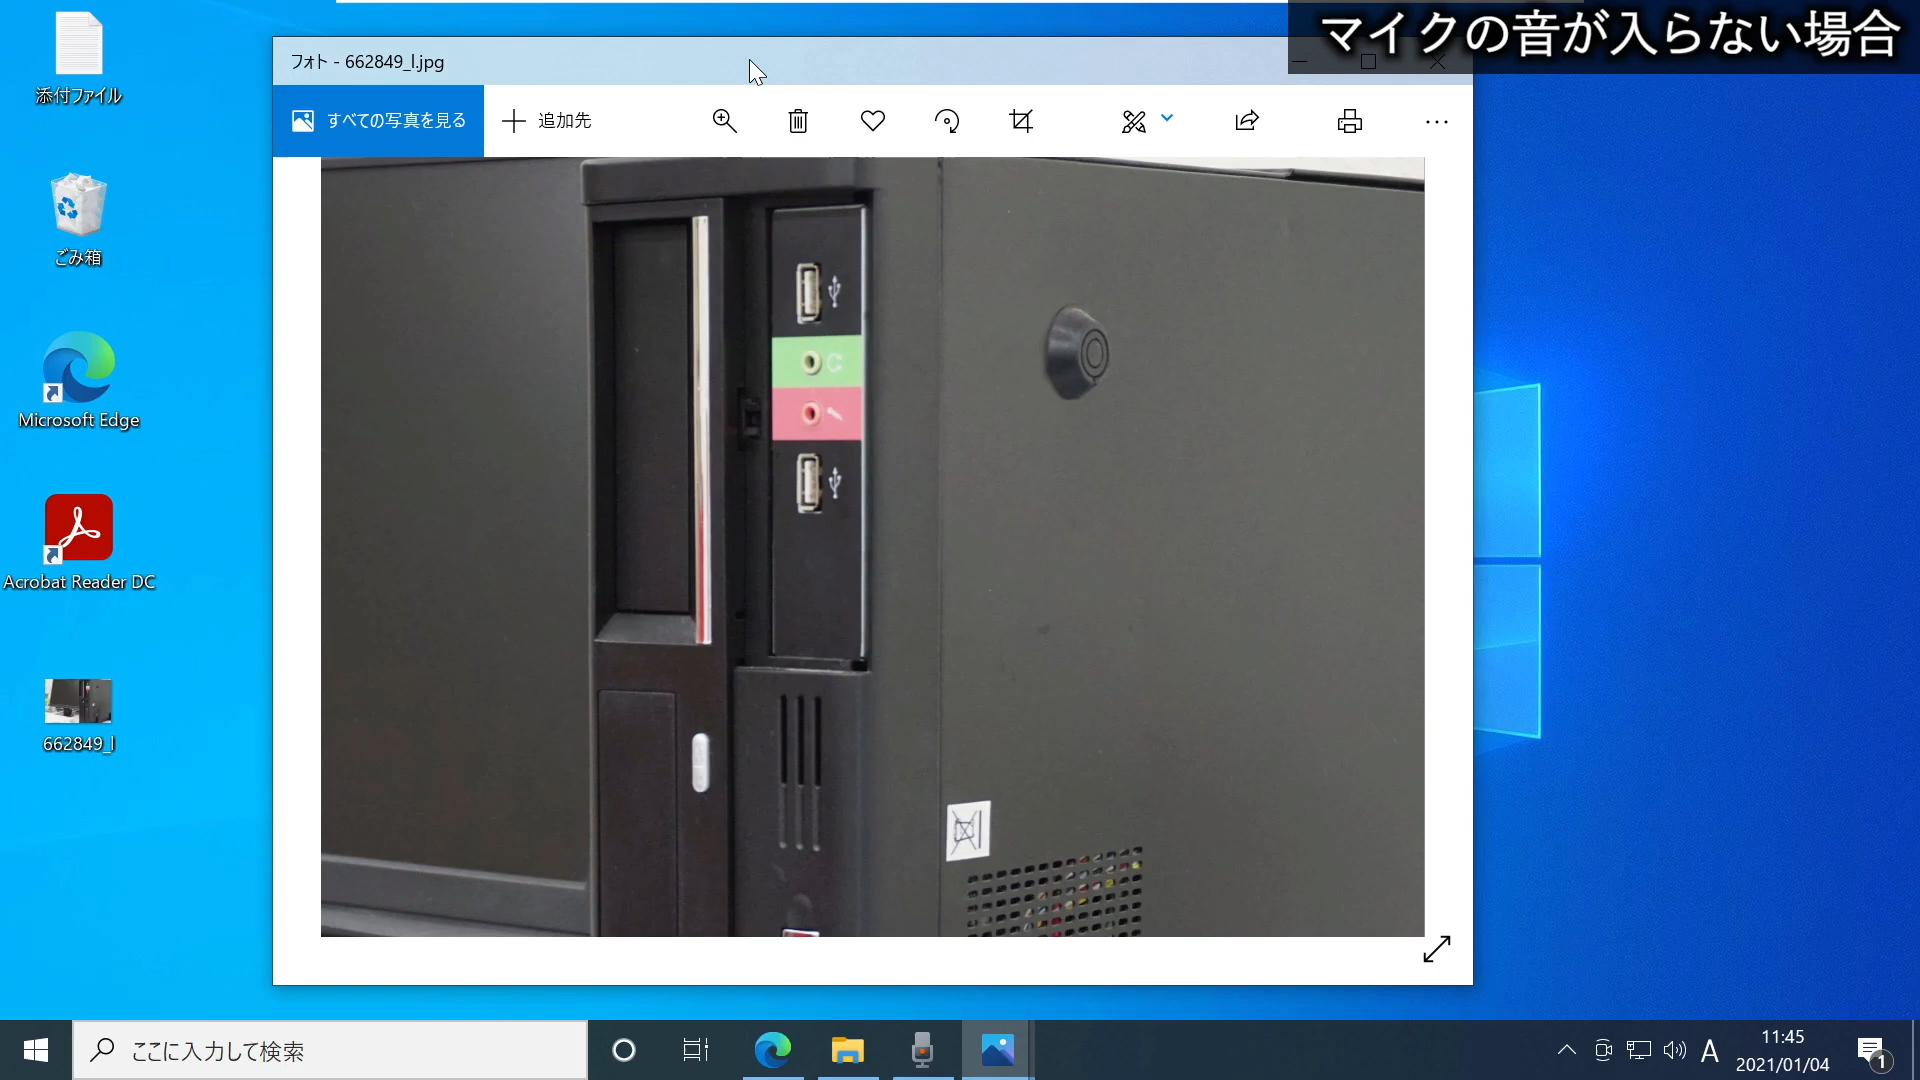 マイクの音が入らない場合
フォト - 662849_l.jpg
すべての写真を見る
追加先
添付ファイル
ごみ箱
Microsoft Edge
Acrobat Reader DC
662849_l
ここに入力して検索
A
11:45
2021/01/04
1